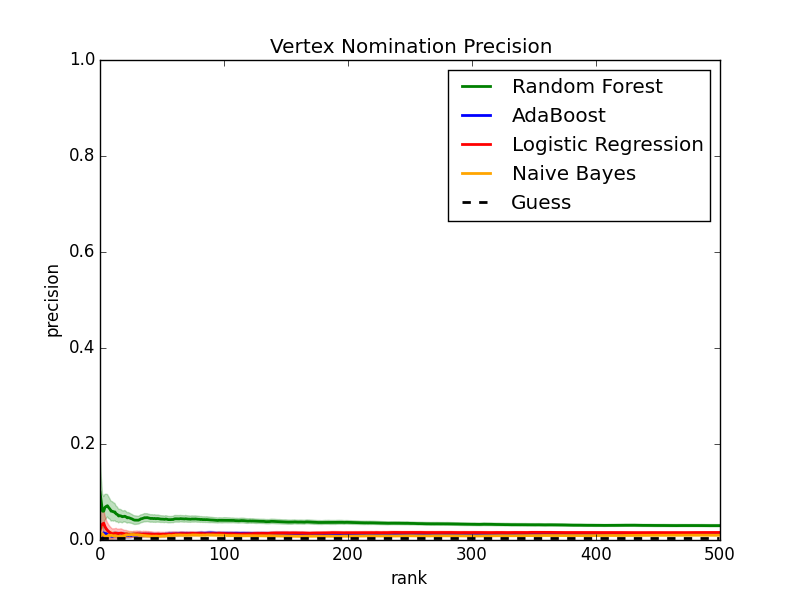 Vertex Nomination Precision
1.0
0.8
0.6
0.4
0.2
0.0
precision
Random Forest
AdaBoost
Logistic Regression
Naive Bayes
Guess
0 100 200 300 400 500
rank